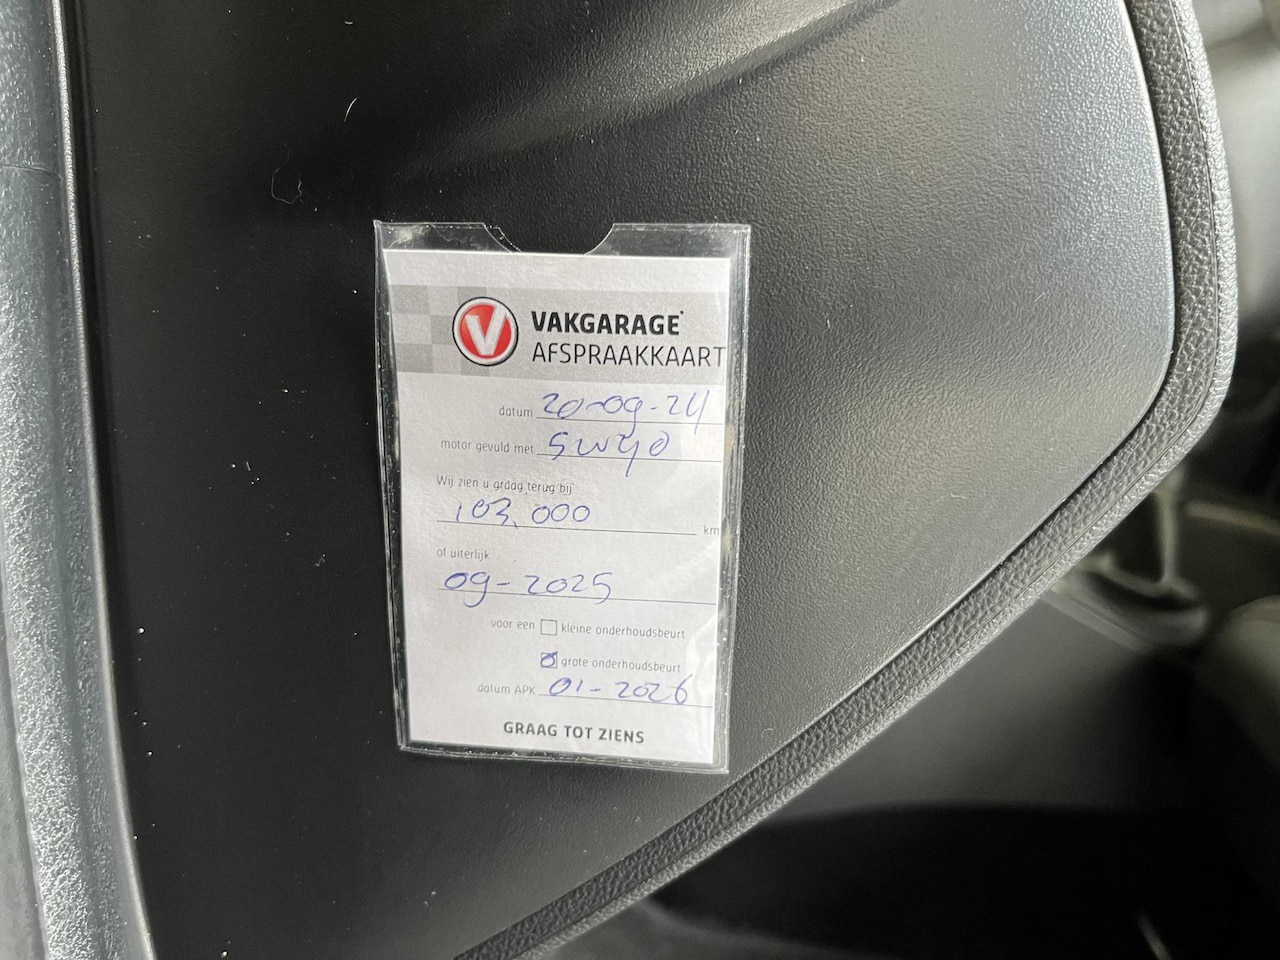 V
VAKGARAGE
AFSPRAAKKAART
datum 20-09-24
motor gevuld met 5W40
Wij zien u graag terug bij
103.000 km
of uiterlijk
09-2025
voor een kleine onderhoudsbeurt
grote onderhoudsbeurt
datum APK 01-2026
GRAAG TOT ZIENS